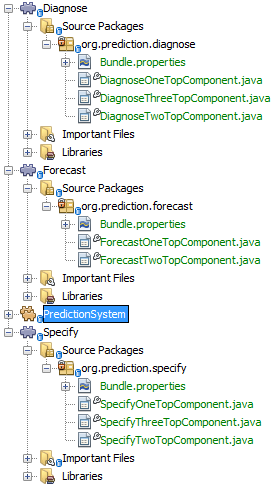 Diagnose
Source Packages
org.prediction.diagnose
Bundle.properties
DiagnoseOneTopComponent.java
DiagnoseThreeTopComponent.java
DiagnoseTwoTopComponent.java
Important Files
Libraries
Forecast
Source Packages
org.prediction.forecast
Bundle.properties
ForecastOneTopComponent.java
ForecastTwoTopComponent.java
Important Files
Libraries
PredictionSystem
Specify
Source Packages
org.prediction.specify
Bundle.properties
SpecifyOneTopComponent.java
SpecifyThreeTopComponent.java
SpecifyTwoTopComponent.java
Important Files
Libraries